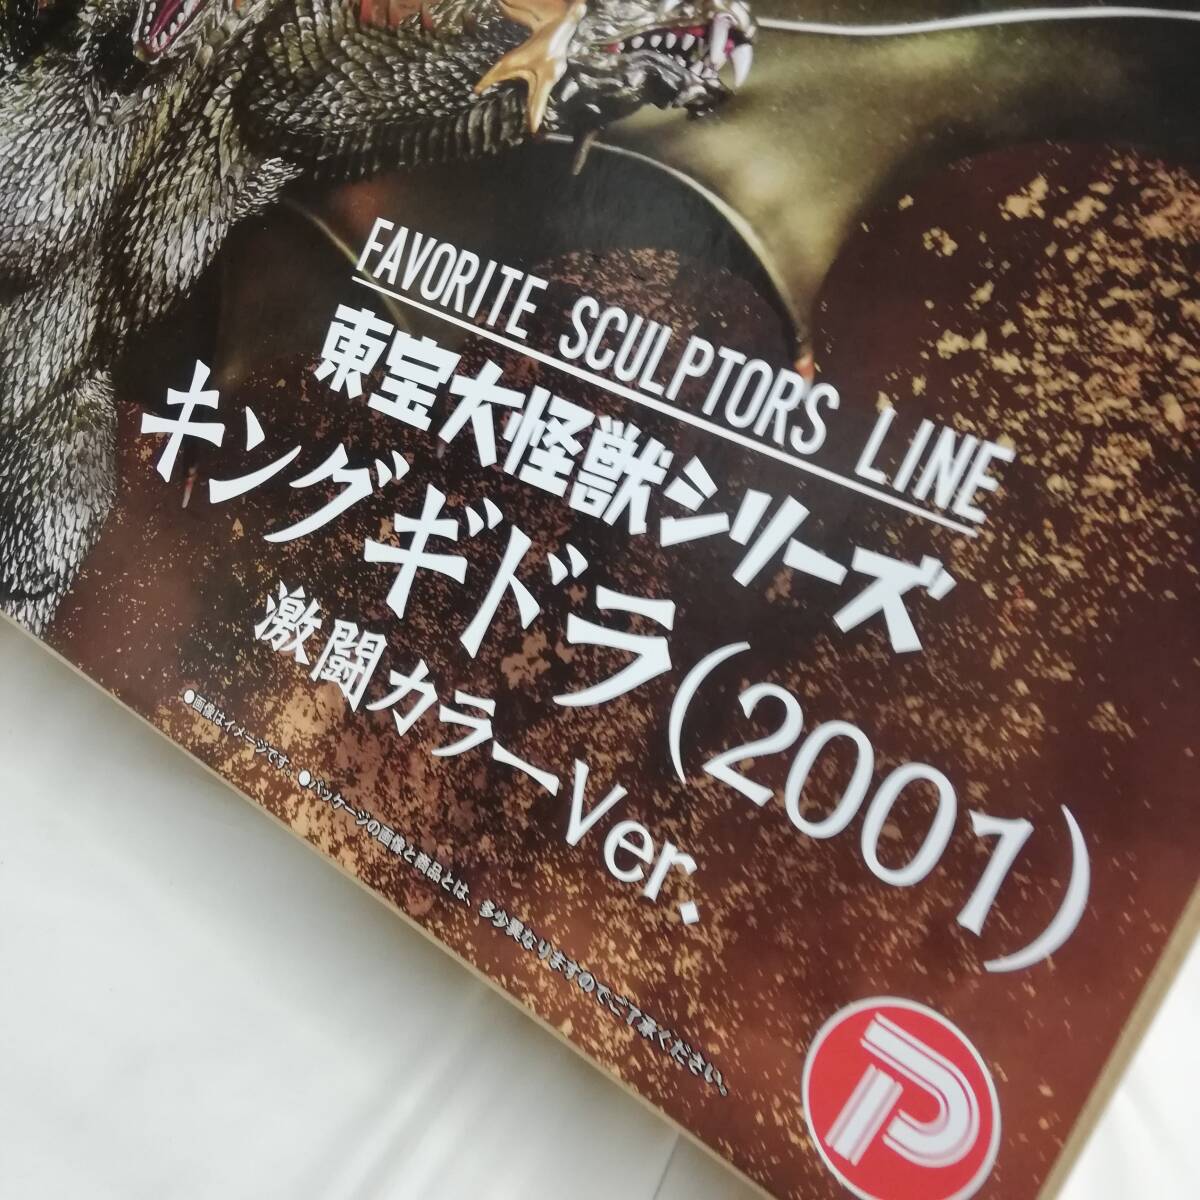 FAVORITE SCULPTORS LINE
東宝大怪獣シリーズ
キングギドラ(2001)
激闘カラーVer.
●画像はイメージです。●パッケージの画像と商品とは、多少異なりますのでご了承ください。
P